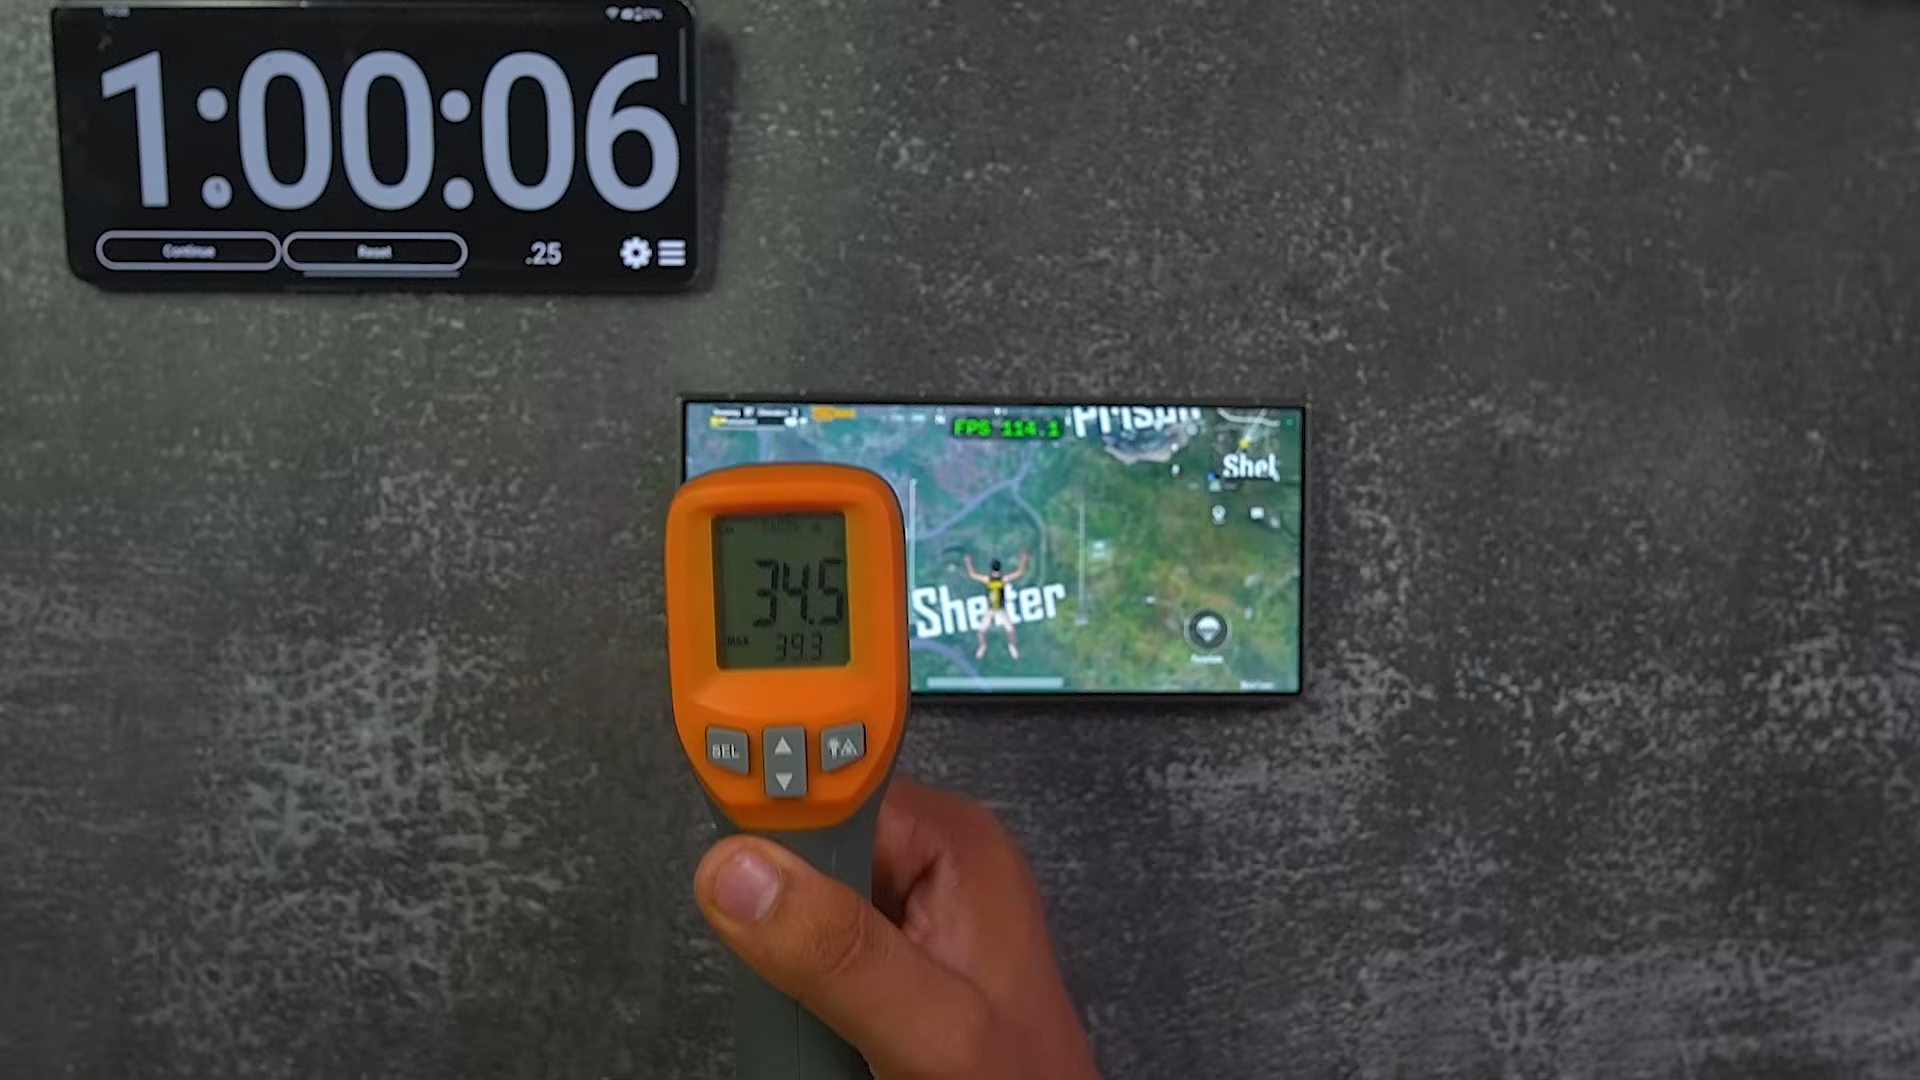 1:00:06
Continue
Reset
.25
FPS 114.1
Prison
Shel
Shelter
34.5
MAX
39.3
SEL